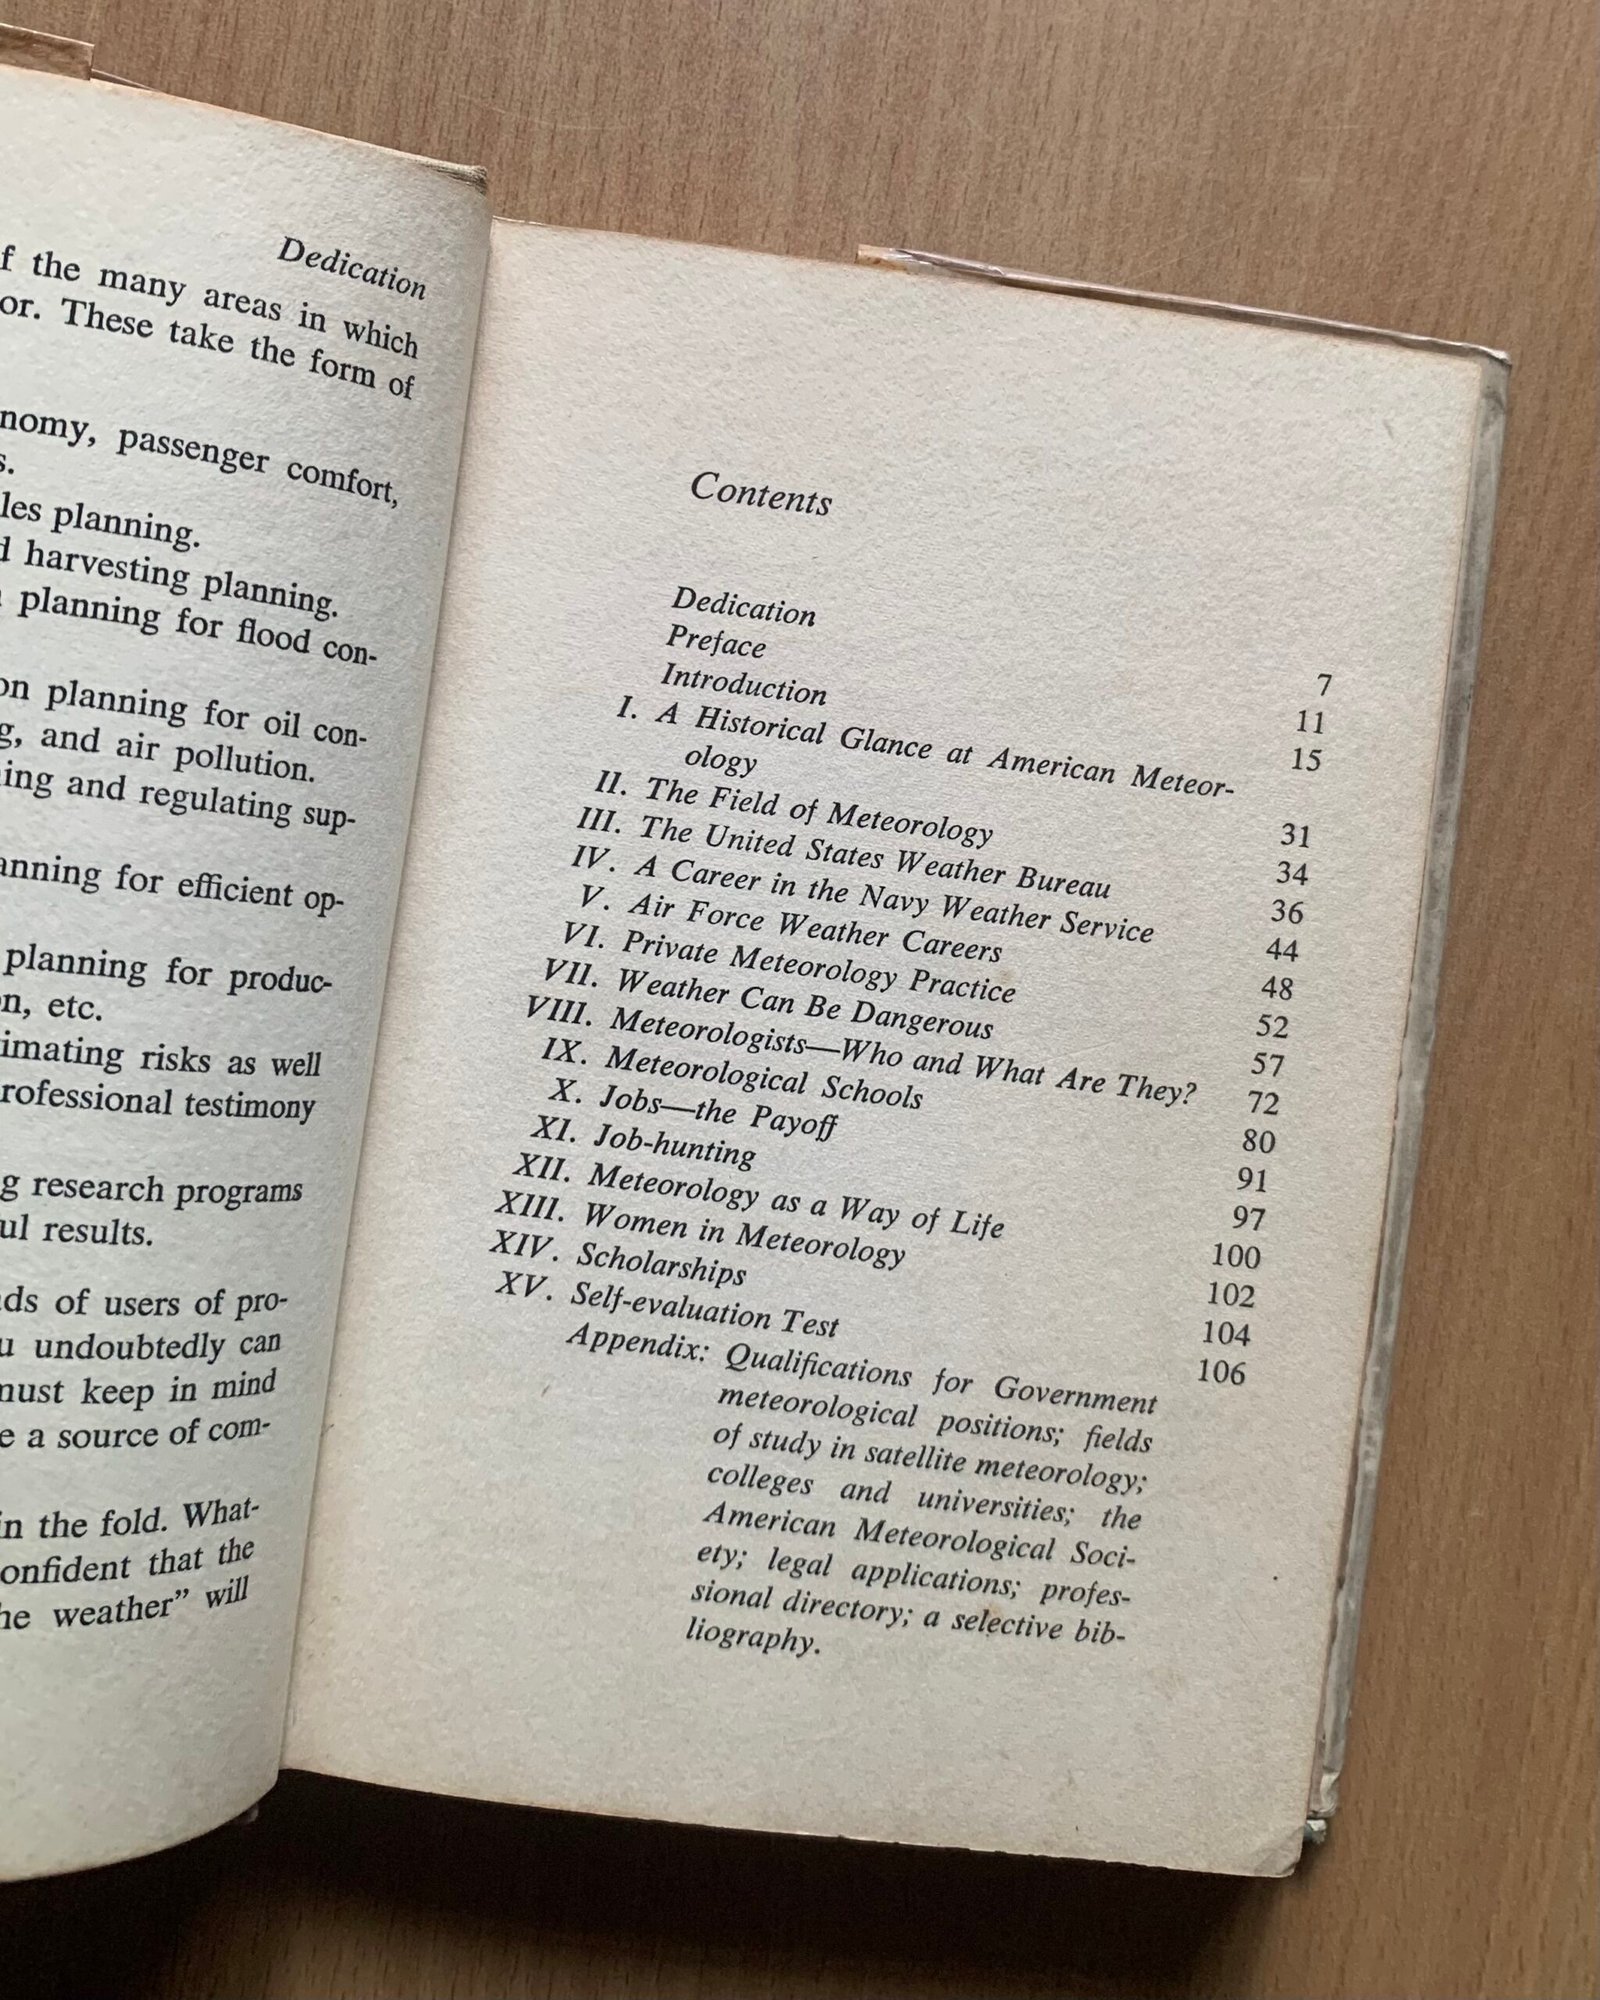 Dedication
f the many areas in which
or. These take the form of
nomy, passenger comfort,
s.
les planning.
d harvesting planning.
planning for flood con-
on planning for oil con-
g, and air pollution.
ing and regulating sup-
anning for efficient op-
planning for produc-
n, etc.
imating risks as well
rofessional testimony
g research programs
ul results.
ds of users of pro-
u undoubtedly can
must keep in mind
e a source of com-
in the fold. What-
onfident that the
he weather” will
Contents
Dedication 7
Preface 11
Introduction 15
I. A Historical Glance at American Meteor-
ology 31
II. The Field of Meteorology 34
III. The United States Weather Bureau 36
IV. A Career in the Navy Weather Service 44
V. Air Force Weather Careers 48
VI. Private Meteorology Practice 52
VII. Weather Can Be Dangerous 57
VIII. Meteorologists—Who and What Are They? 72
IX. Meteorological Schools 80
X. Jobs—the Payoff 91
XI. Job-hunting 97
XII. Meteorology as a Way of Life 100
XIII. Women in Meteorology 102
XIV. Scholarships 104
XV. Self-evaluation Test 106
Appendix: Qualifications for Government
meteorological positions; fields
of study in satellite meteorology;
colleges and universities; the
American Meteorological Soci-
ety; legal applications; profes-
sional directory; a selective bib-
liography.